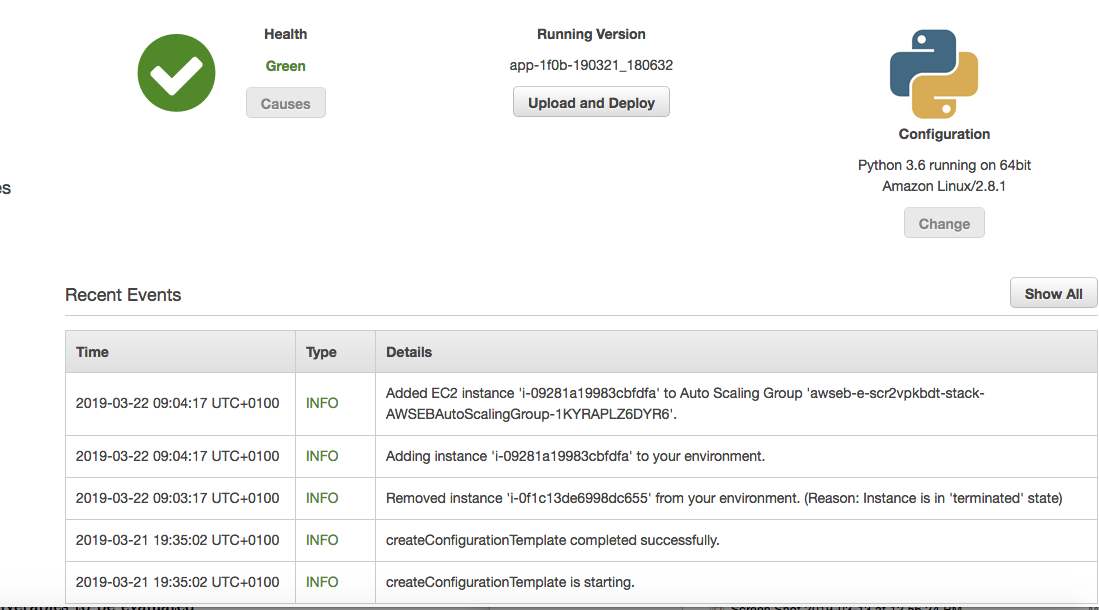 Health
Green
Causes
Running Version
app-1f0b-190321_180632
Upload and Deploy
Configuration
Python 3.6 running on 64bit
Amazon Linux/2.8.1
Change
es
Recent Events
Show All
Time Type Details
2019-03-22 09:04:17 UTC+0100 INFO Added EC2 instance 'i-09281a19983cbfdfa' to Auto Scaling Group 'awseb-e-scr2vpkbdt-stack-
AWSEBAutoScalingGroup-1KYRAPLZ6DYR6'.
2019-03-22 09:04:17 UTC+0100 INFO Adding instance 'i-09281a19983cbfdfa' to your environment.
2019-03-22 09:03:17 UTC+0100 INFO Removed instance 'i-0f1c13de6998dc655' from your environment. (Reason: Instance is in 'terminated' state)
2019-03-21 19:35:02 UTC+0100 INFO createConfigurationTemplate completed successfully.
2019-03-21 19:35:02 UTC+0100 INFO createConfigurationTemplate is starting.